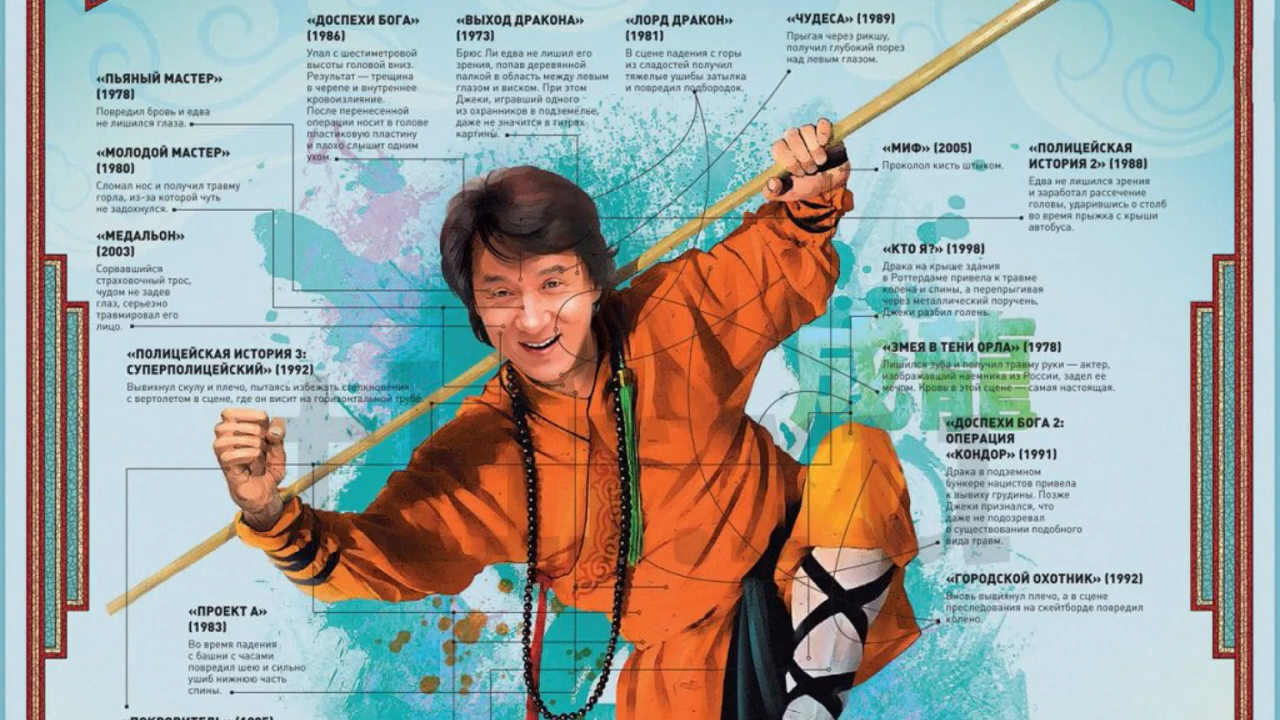 «ДОСПЕХИ БОГА»
(1986)
Упал с шестиметровой
высоты головой вниз.
Результат — трещина
в черепе и внутреннее
кровоизлияние.
После перенесенной
операции носит в голове
пластиковую пластину
и плохо слышит одним
ухом.
«ВЫХОД ДРАКОНА»
(1973)
Брюс Ли едва не лишил его
зрения, попав деревянной
палкой в область между левым
глазом и виском. При этом
Джеки, игравший одного
из охранников в подземелье,
даже не значится в титрах
картины.
«ЛОРД ДРАКОН»
(1981)
В сцене падения с горы
из сладостей получил
тяжелые ушибы затылка
и повредил подбородок.
«ЧУДЕСА» (1989)
Прыгая через рикшу,
получил глубокий порез
над левым глазом.
«ПЬЯНЫЙ МАСТЕР»
(1978)
Повредил бровь и едва
не лишился глаза.
«МОЛОДОЙ МАСТЕР»
(1980)
Сломал нос и получил травму
горла, из-за которой чуть
не задохнулся.
«МЕДАЛЬОН»
(2003)
Сорвавшийся
страховочный трос,
чудом не задев
глаз, серьезно
травмировал его
лицо.
«ПОЛИЦЕЙСКАЯ ИСТОРИЯ 3:
СУПЕРПОЛИЦЕЙСКИЙ» (1992)
Вывихнул скулу и плечо, пытаясь избежать столкновения
с вертолетом в сцене, где он висит на горизонтальной трубе.
«МИФ» (2005)
Проколол кисть штыком.
«ПОЛИЦЕЙСКАЯ
ИСТОРИЯ 2» (1988)
Едва не лишился зрения
и заработал рассечение
головы, ударившись о столб
во время прыжка с крыши
автобуса.
«КТО Я?» (1998)
Драка на крыше здания
в Роттердаме привела к травме
колена и спины, а перепрыгивая
через металлический поручень,
Джеки разбил голень.
«ЗМЕЯ В ТЕНИ ОРЛА» (1978)
Лишился зуба и получил травму руки — актер,
изображавший наемника из России, задел ее
мечом. Кровь в этой сцене — самая настоящая.
«ДОСПЕХИ БОГА 2:
ОПЕРАЦИЯ
«КОНДОР» (1991)
Драка в подземном
бункере нацистов привела
к вывиху грудины. Позже
Джеки признался, что
даже не подозревал
о существовании подобного
вида травм.
«ГОРОДСКОЙ ОХОТНИК» (1992)
Вновь вывихнул плечо, а в сцене
преследования на скейтборде повредил
колено.
«ПРОЕКТ А»
(1983)
Во время падения
с башни с часами
повредил шею и сильно
ушиб нижнюю часть
спины.
«ПОКРОВИТЕЛЬ» (1985)